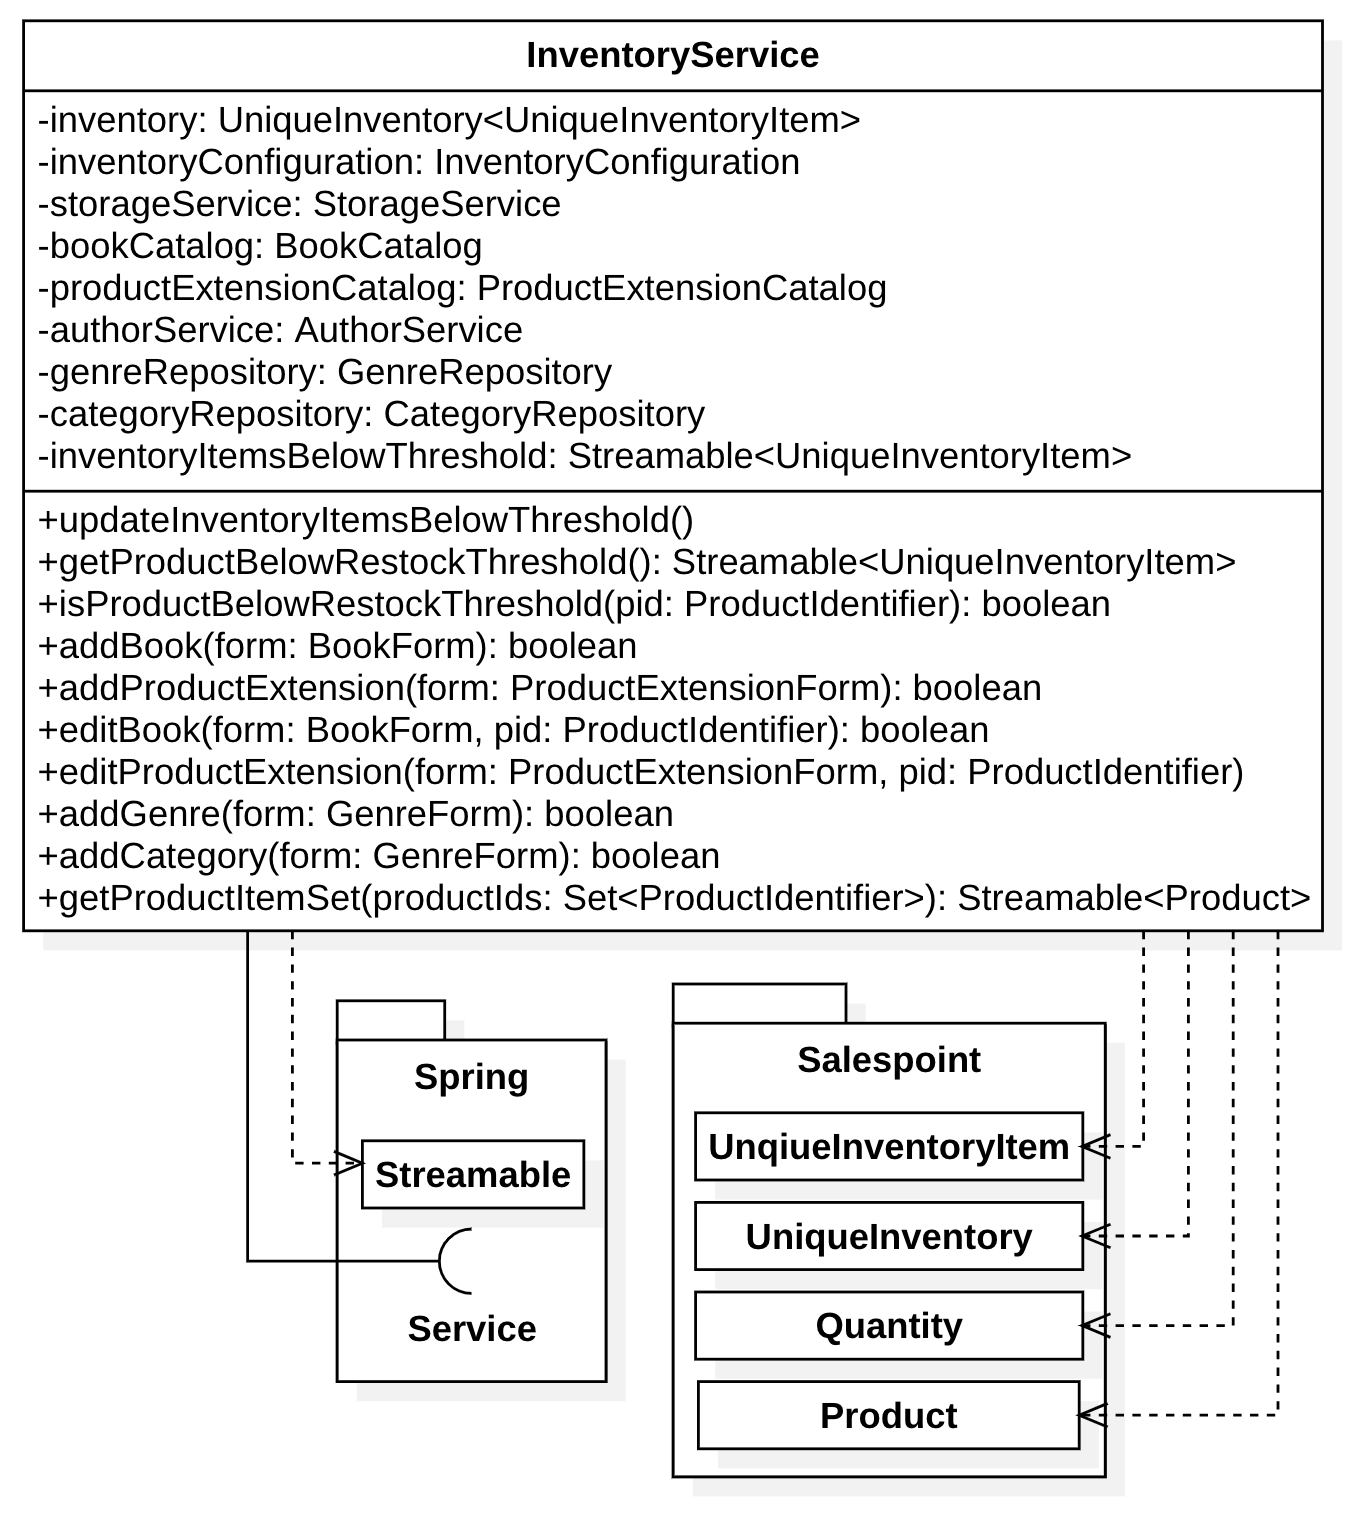 InventoryService
-inventory: UniqueInventory<UniqueInventoryItem>
-inventoryConfiguration: InventoryConfiguration
-storageService: StorageService
-bookCatalog: BookCatalog
-productExtensionCatalog: ProductExtensionCatalog
-authorService: AuthorService
-genreRepository: GenreRepository
-categoryRepository: CategoryRepository
-inventoryItemsBelowThreshold: Streamable<UniqueInventoryItem>
+updateInventoryItemsBelowThreshold()
+getProductBelowRestockThreshold(): Streamable<UniqueInventoryItem>
+isProductBelowRestockThreshold(pid: ProductIdentifier): boolean
+addBook(form: BookForm): boolean
+addProductExtension(form: ProductExtensionForm): boolean
+editBook(form: BookForm, pid: ProductIdentifier): boolean
+editProductExtension(form: ProductExtensionForm, pid: ProductIdentifier)
+addGenre(form: GenreForm): boolean
+addCategory(form: GenreForm): boolean
+getProductItemSet(productIds: Set<ProductIdentifier>): Streamable<Product>
Spring
Streamable
Service
Salespoint
UnqiueInventoryItem
UniqueInventory
Quantity
Product